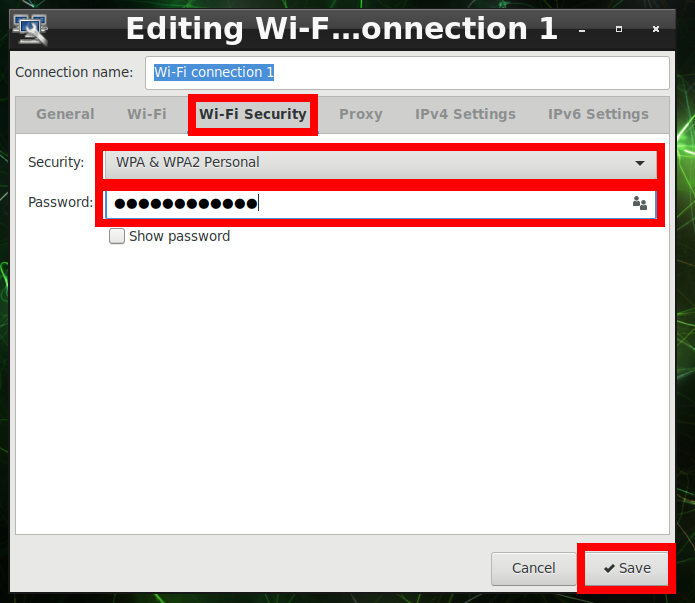 Editing Wi-F...onnection 1
Connection name: Wi-Fi connection 1
General Wi-Fi Wi-Fi Security Proxy IPv4 Settings IPv6 Settings
Security: WPA & WPA2 Personal
Password: ●●●●●●●●●●●●
Show password
Cancel ✔ Save